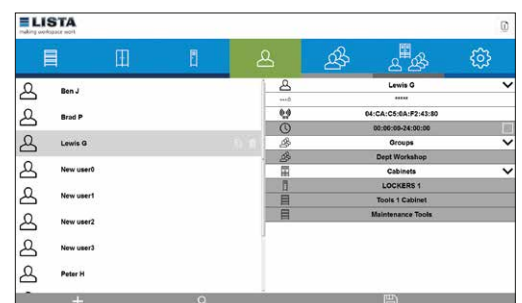 LISTA
making workspace work
Ben J
Brad P
Lewis G
New user0
New user1
New user2
New user3
Peter H
Lewis G
*****
04:CA:C5:0A:F2:43:80
00:00:00-24:00:00
Groups
Dept Workshop
Cabinets
LOCKERS 1
Tools 1 Cabinet
Maintenance Tools